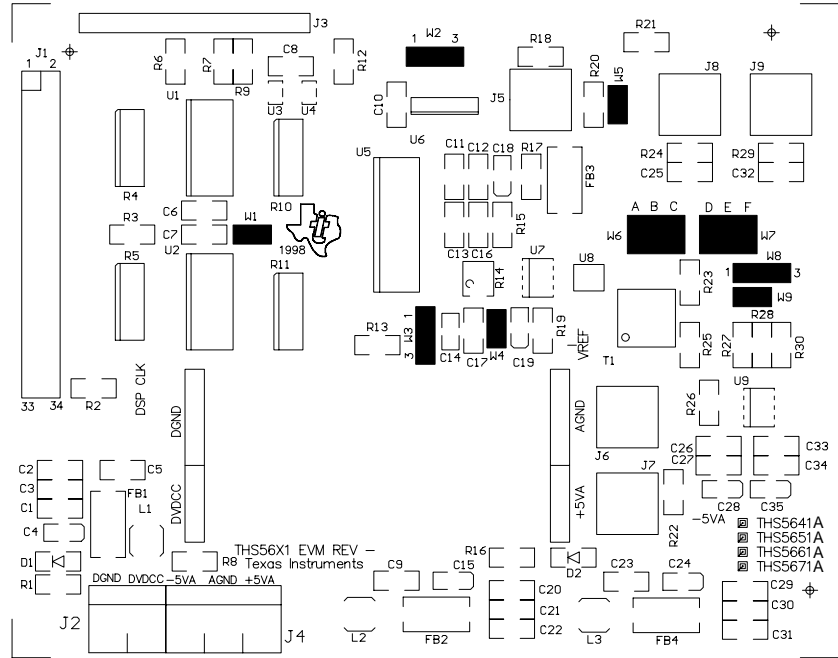 J3
J1
1 2
R6
R7
R9
C8
R12
W2
1 3
R18
R21
U1
U3
U4
C10
J5
R20
W5
J8
J9
U6
U5
C11
C12
C18
R17
FB3
R24
C25
R29
C32
R4
R10
C6
C7
W1
R3
U2
1998
R15
C13
C16
A B C
D E F
W6
W7
R5
R11
R14
U7
U8
R23
W8
1 3
W9
R28
R13
W3
1
3
C14
C17
W4
C19
R19
VREF
T1
R25
R27
R30
33 34
R2
DSP CLK
DGND
AGND
J6
R26
U9
C2
C3
C1
C5
FB1
L1
C4
DVDCC
+5VA
J7
C26
C27
C33
C34
C28
C35
R22
-5VA
THS5641A
THS5651A
THS5661A
THS5671A
D1
R1
R8
THS56X1 EVM REV -
Texas Instruments
DGND DVDCC -5VA AGND +5VA
J2
J4
R16
D2
C9
C15
C20
C21
C22
C23
C24
C29
C30
C31
L2
FB2
L3
FB4